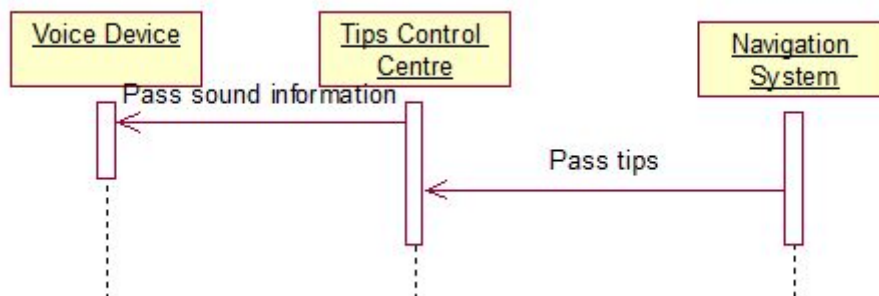 Voice Device
Tips Control
Centre
Navigation
System
Pass sound information
Pass tips